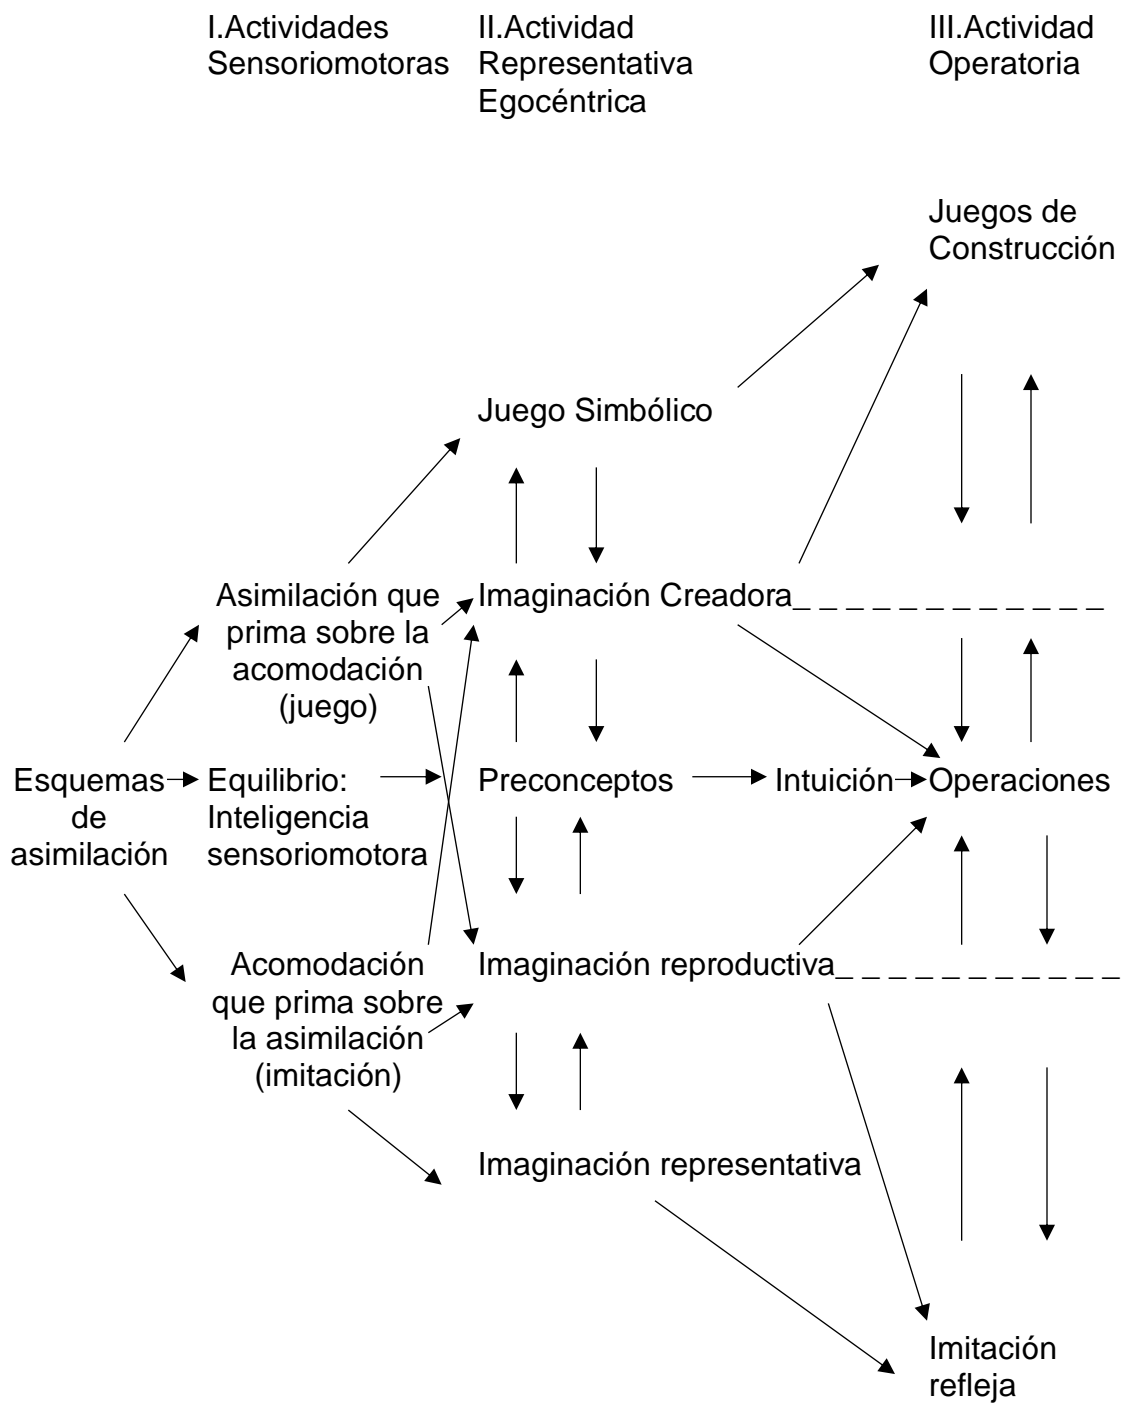 I.Actividades
Sensoriomotoras
II.Actividad
Representativa
Egocéntrica
III.Actividad
Operatoria
Juegos de
Construcción
Juego Simbólico
Asimilación que
prima sobre la
acomodación
(juego)
Imaginación Creadora
Esquemas
de
asimilación
Equilibrio:
Inteligencia
sensoriomotora
Preconceptos
Intuición
Operaciones
Acomodación
que prima sobre
la asimilación
(imitación)
Imaginación reproductiva
Imaginación representativa
Imitación
refleja